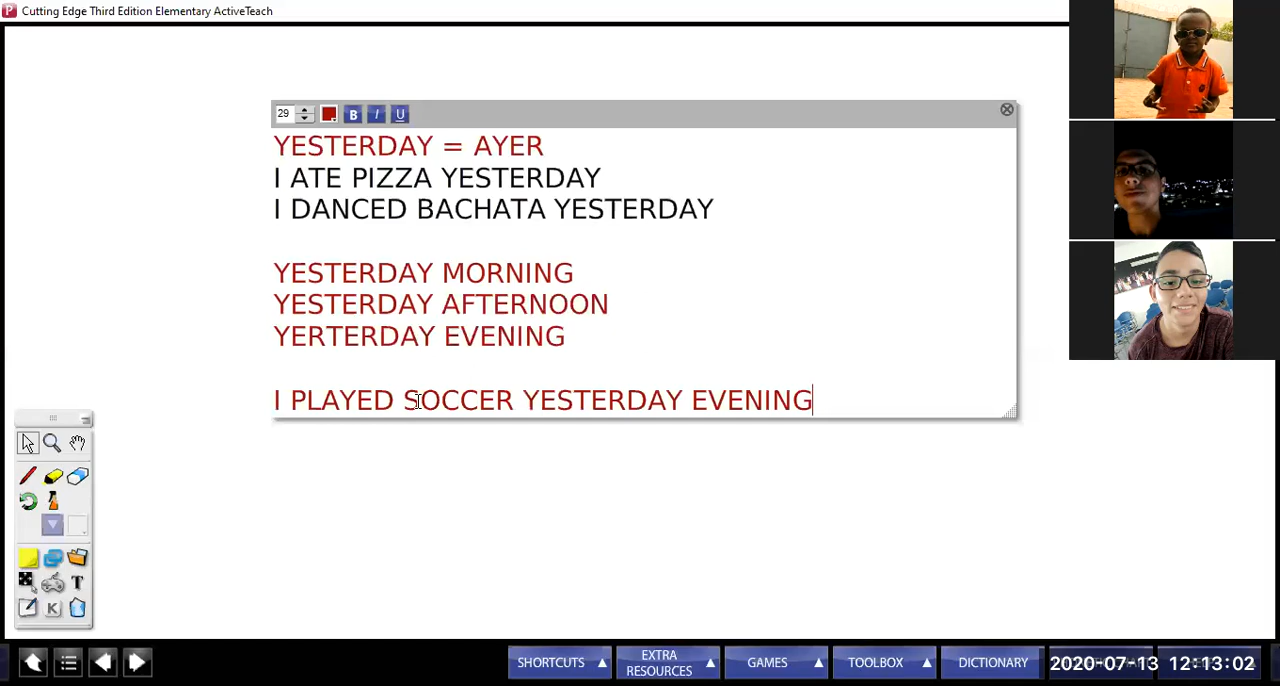 Cutting Edge Third Edition Elementary ActiveTeach
29 B I U
YESTERDAY = AYER
I ATE PIZZA YESTERDAY
I DANCED BACHATA YESTERDAY
YESTERDAY MORNING
YESTERDAY AFTERNOON
YERTERDAY EVENING
I PLAYED SOCCER YESTERDAY EVENING
T
K
SHORTCUTS
EXTRA
RESOURCES
GAMES
TOOLBOX
DICTIONARY
2020-07-13 12:13:02